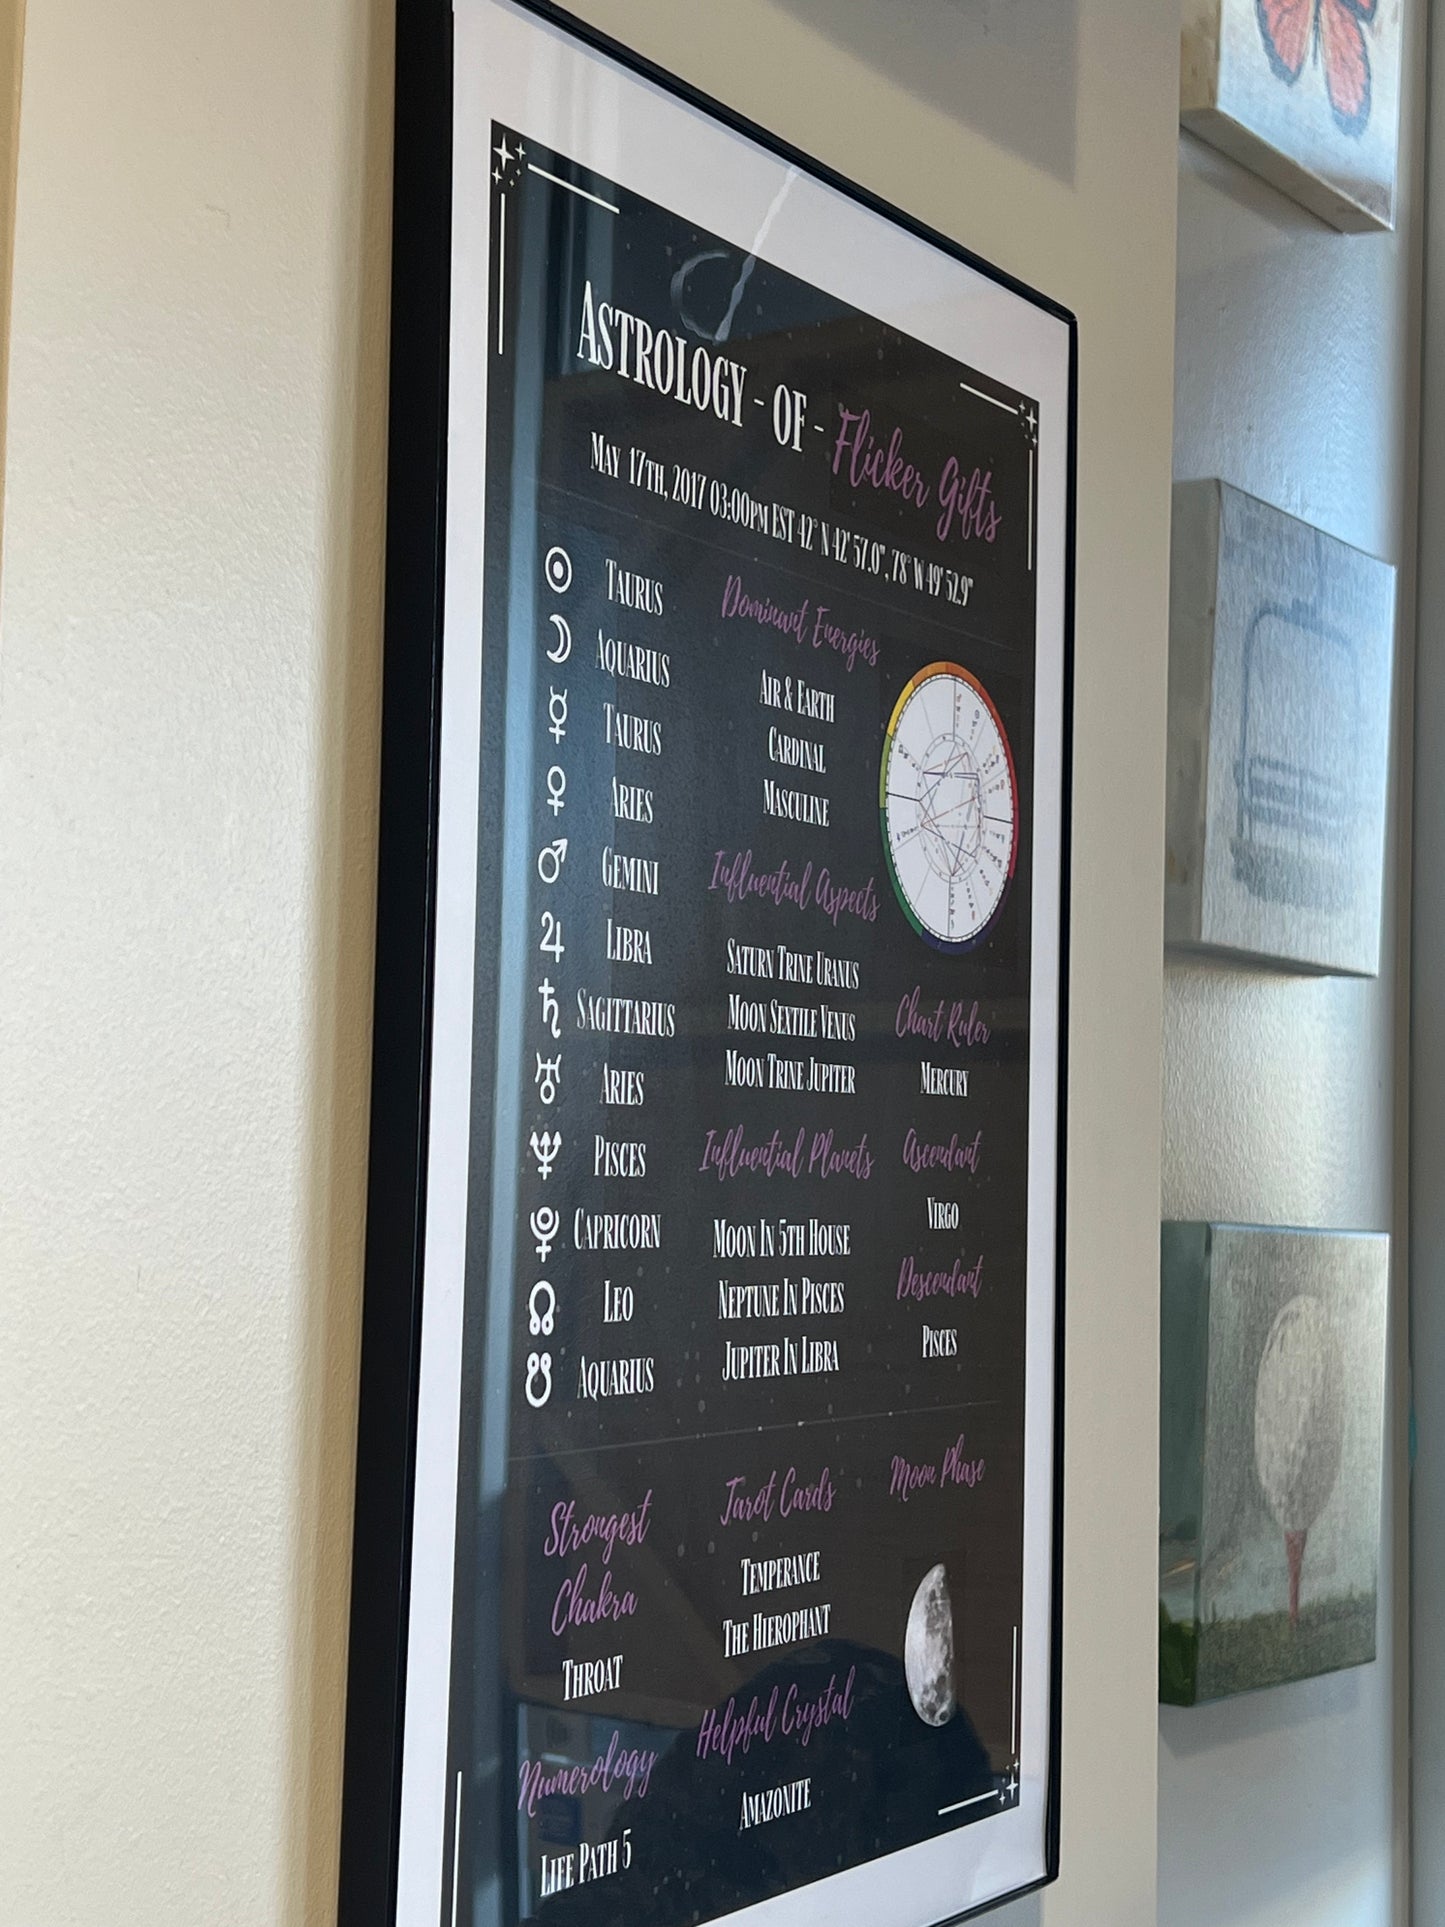 ASTROLOGY - OF - Flicker Gifts
MAY 17TH, 2017 03:00PM EST 42° N 42' 57.0", 78° W 49' 52.9"
TAURUS
AQUARIUS
TAURUS
ARIES
GEMINI
LIBRA
SAGITTARIUS
ARIES
PISCES
CAPRICORN
LEO
AQUARIUS
Dominant Energies
AIR & EARTH
CARDINAL
MASCULINE
Influential Aspects
SATURN TRINE URANUS
MOON SEXTILE VENUS
MOON TRINE JUPITER
Influential Planets
MOON IN 5TH HOUSE
NEPTUNE IN PISCES
JUPITER IN LIBRA
Chart Ruler
MERCURY
Ascendant
VIRGO
Descendant
PISCES
Strongest
Chakra
THROAT
Numerology
LIFE PATH 5
Tarot Cards
TEMPERANCE
THE HIEROPHANT
Helpful Crystal
AMAZONITE
Moon Phase